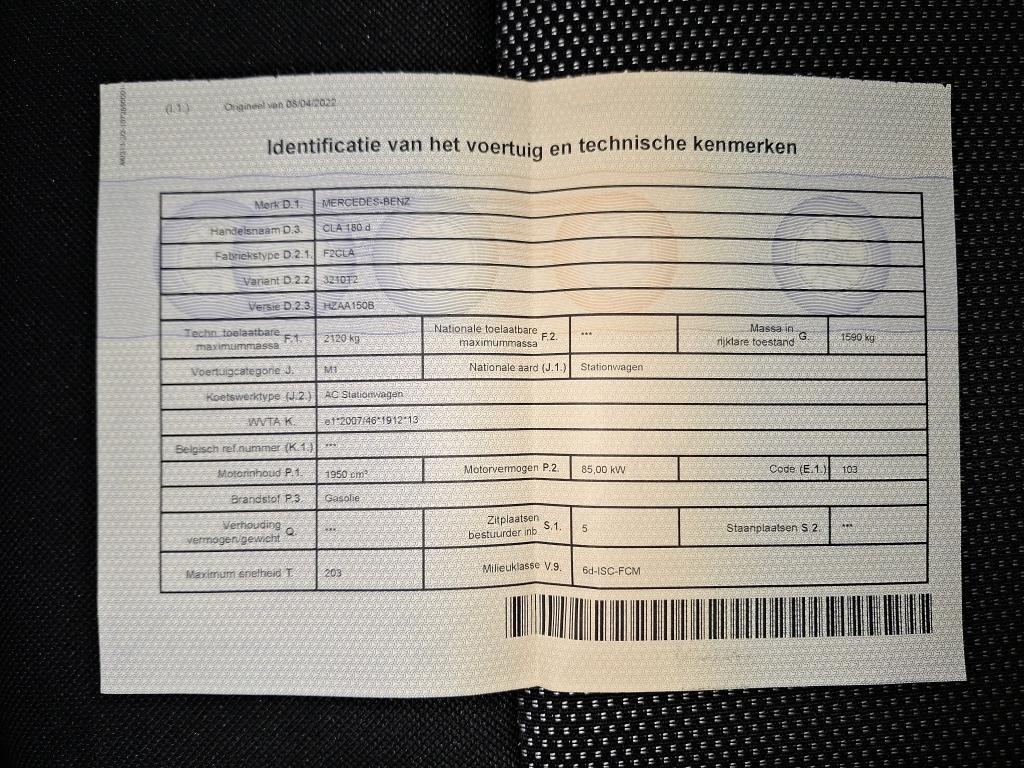 (I.1.) Origineel van 08/04/2022
Identificatie van het voertuig en technische kenmerken
Merk D.1. MERCEDES-BENZ
Handelsnaam D.3. CLA 180 d
Fabriekstype D.2.1. F2CLA
Variant D.2.2. 3210T2
Versie D.2.3. HZAA150B
Techn. toelaatbare maximummassa F.1. 2120 kg Nationale toelaatbare maximummassa F.2. *** Massa in rijklare toestand G. 1590 kg
Voertuigcategorie J. M1 Nationale aard (J.1.) Stationwagen
Koetswerktype (J.2.) AC Stationwagen
WVTA K. e1*2007/46*1912*13
Belgisch ref.nummer (K.1.) ***
Motorinhoud P.1. 1950 cm³ Motorvermogen P.2. 85,00 kW Code (E.1.) 103
Brandstof P.3. Gasolie
Verhouding vermogen/gewicht Q. *** Zitplaatsen bestuurder inb S.1. 5 Staanplaatsen S.2. ***
Maximum snelheid T. 203 Milieuklasse V.9. 6d-ISC-FCM